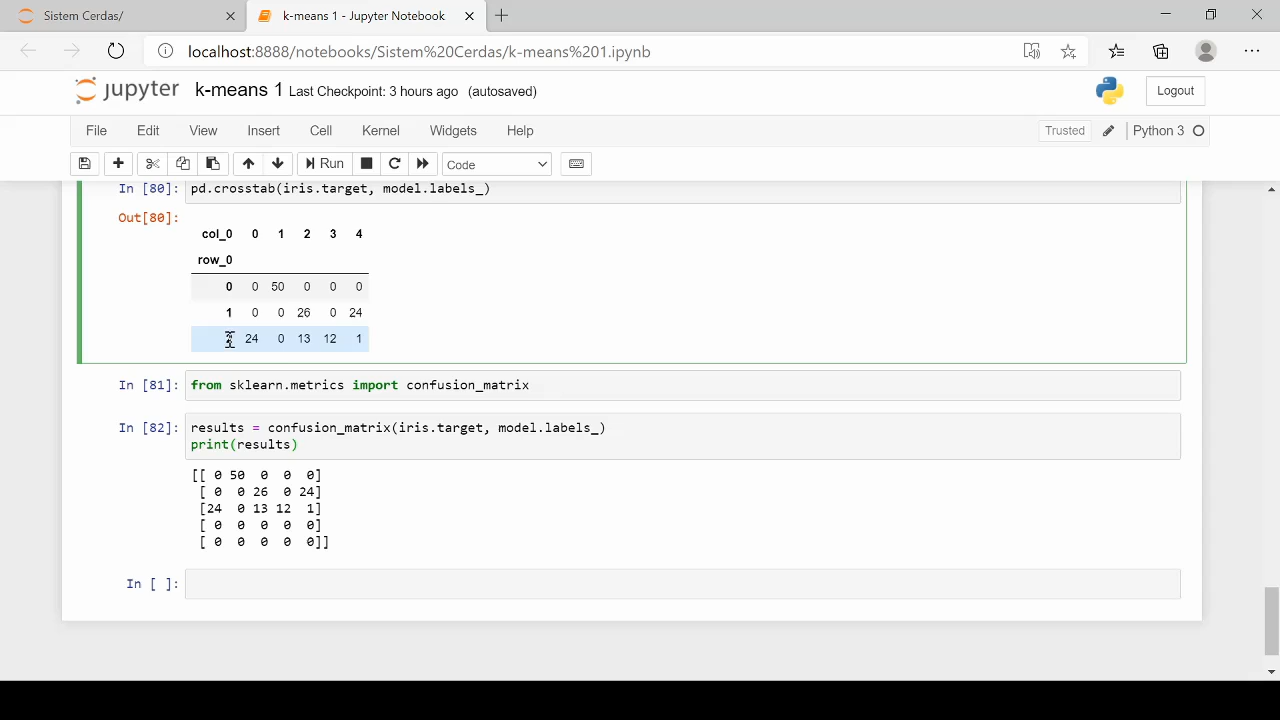 Sistem Cerdas/
k-means 1 - Jupyter Notebook
localhost:8888/notebooks/Sistem%20Cerdas/k-means%201.ipynb
jupyter k-means 1 Last Checkpoint: 3 hours ago (autosaved)
Logout
File Edit View Insert Cell Kernel Widgets Help
Trusted
Python 3
Run
Code
In [80]: pd.crosstab(iris.target, model.labels_)
Out[80]:
col_0 0 1 2 3 4
row_0
0 0 50 0 0 0
1 0 0 26 0 24
2 24 0 13 12 1
In [81]: from sklearn.metrics import confusion_matrix
In [82]: results = confusion_matrix(iris.target, model.labels_)
print(results)
[[ 0 50 0 0 0]
[ 0 0 26 0 24]
[24 0 13 12 1]
[ 0 0 0 0 0]
[ 0 0 0 0 0]]
In [ ]: